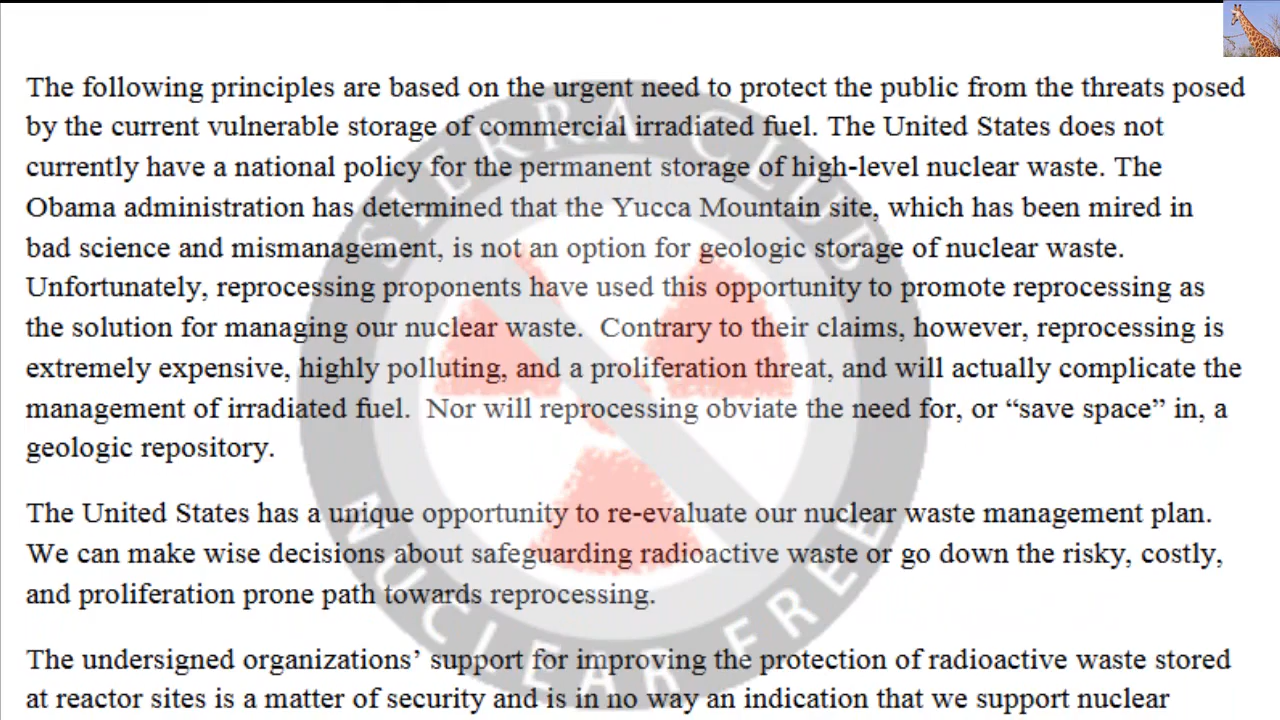 The following principles are based on the urgent need to protect the public from the threats posed
by the current vulnerable storage of commercial irradiated fuel. The United States does not
currently have a national policy for the permanent storage of high-level nuclear waste. The
Obama administration has determined that the Yucca Mountain site, which has been mired in
bad science and mismanagement, is not an option for geologic storage of nuclear waste.
Unfortunately, reprocessing proponents have used this opportunity to promote reprocessing as
the solution for managing our nuclear waste.  Contrary to their claims, however, reprocessing is
extremely expensive, highly polluting, and a proliferation threat, and will actually complicate the
management of irradiated fuel.  Nor will reprocessing obviate the need for, or “save space” in, a
geologic repository.
The United States has a unique opportunity to re-evaluate our nuclear waste management plan.
We can make wise decisions about safeguarding radioactive waste or go down the risky, costly,
and proliferation prone path towards reprocessing.
The undersigned organizations’ support for improving the protection of radioactive waste stored
at reactor sites is a matter of security and is in no way an indication that we support nuclear
SIERRA CLUB
NUCLEAR FREE